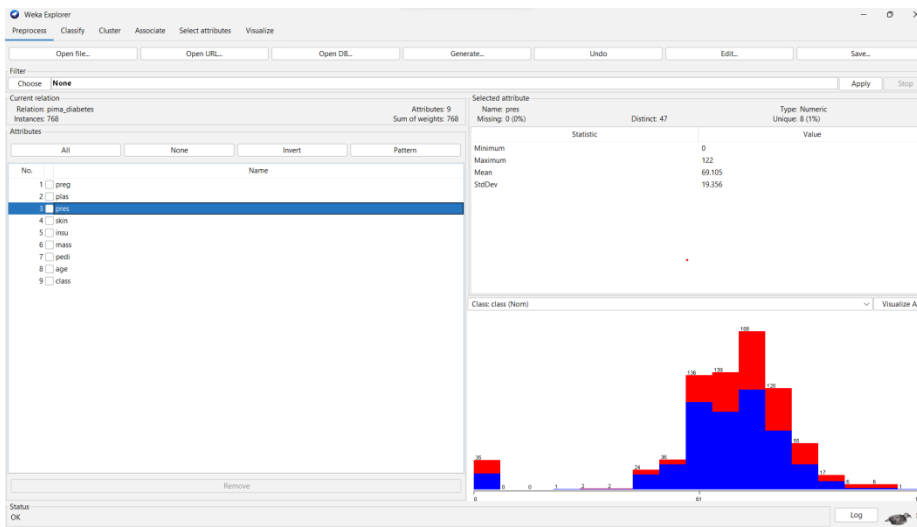 Weka Explorer
Preprocess Classify Cluster Associate Select attributes Visualize
Open file... Open URL... Open DB... Generate... Undo Edit... Save...
Filter
Choose None Apply Stop
Current relation
Relation: pima_diabetes Attributes: 9
Instances: 768 Sum of weights: 768
Attributes
All None Invert Pattern
No. Name
1 preg
2 plas
3 pres
4 skin
5 insu
6 mass
7 pedi
8 age
9 class
Remove
Selected attribute
Name: pres Type: Numeric
Missing: 0 (0%) Distinct: 47 Unique: 8 (1%)
Statistic Value
Minimum 0
Maximum 122
Mean 69.105
StdDev 19.356
Class: class (Nom) Visualize A
139
136
120
55
36
24
17
0 0 1 2 2
1
0 61 1
Status
OK
Log